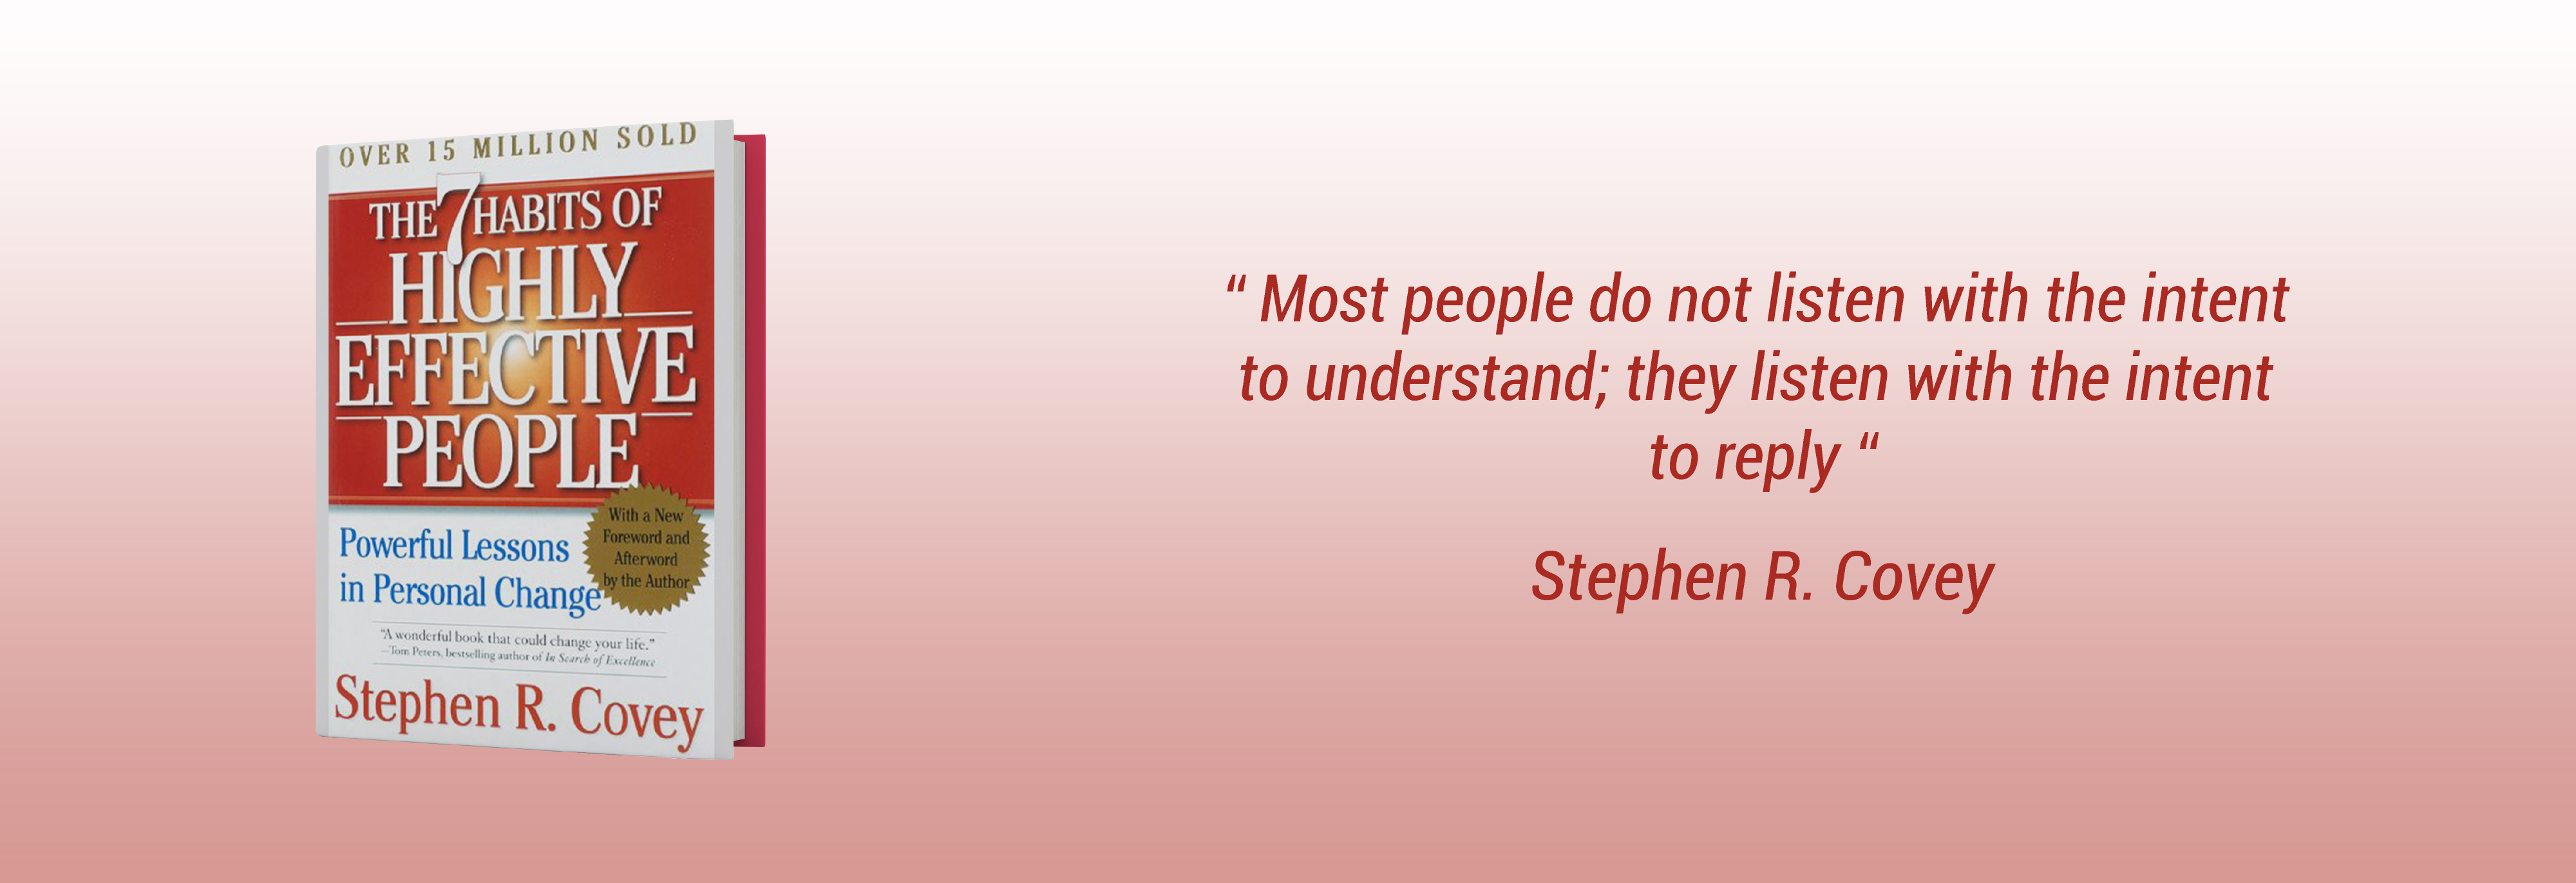 OVER 15 MILLION SOLD
THE 7 HABITS OF
HIGHLY
EFFECTIVE
PEOPLE
Powerful Lessons
in Personal Change
With a New
Foreword and
Afterword
by the Author
“A wonderful book that could change your life.”
—Tom Peters, bestselling author of In Search of Excellence
Stephen R. Covey
“ Most people do not listen with the intent
to understand; they listen with the intent
to reply “
Stephen R. Covey